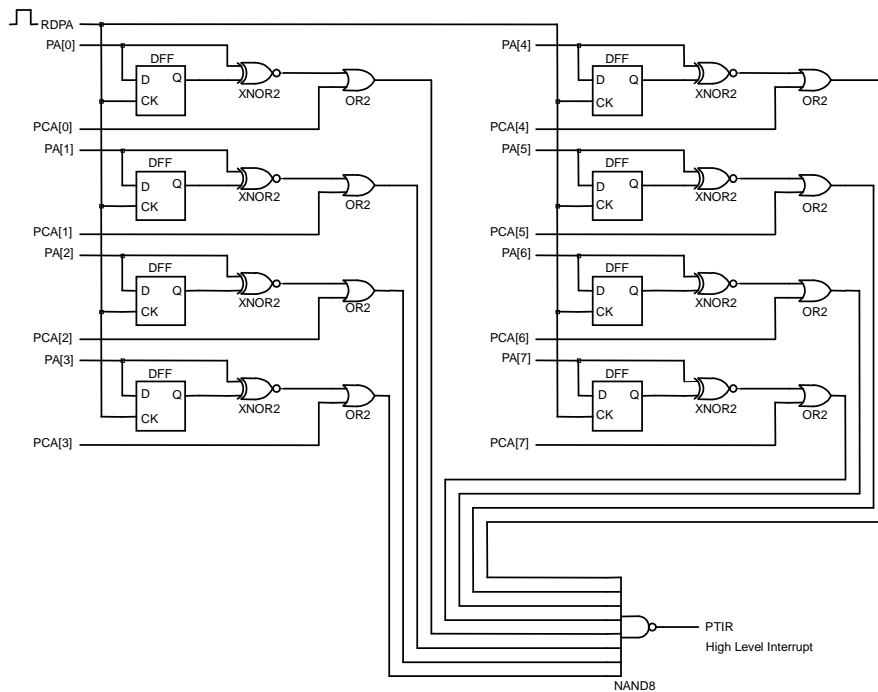 RDPA
PA[0]
DFF
D
Q
CK
XNOR2
OR2
PCA[0]
PA[1]
DFF
D
Q
CK
XNOR2
OR2
PCA[1]
PA[2]
DFF
D
Q
CK
XNOR2
OR2
PCA[2]
PA[3]
DFF
D
Q
CK
XNOR2
OR2
PCA[3]
PA[4]
DFF
D
Q
CK
XNOR2
OR2
PCA[4]
PA[5]
DFF
D
Q
CK
XNOR2
OR2
PCA[5]
PA[6]
DFF
D
Q
CK
XNOR2
OR2
PCA[6]
PA[7]
DFF
D
Q
CK
XNOR2
OR2
PCA[7]
PTIR
High Level Interrupt
NAND8